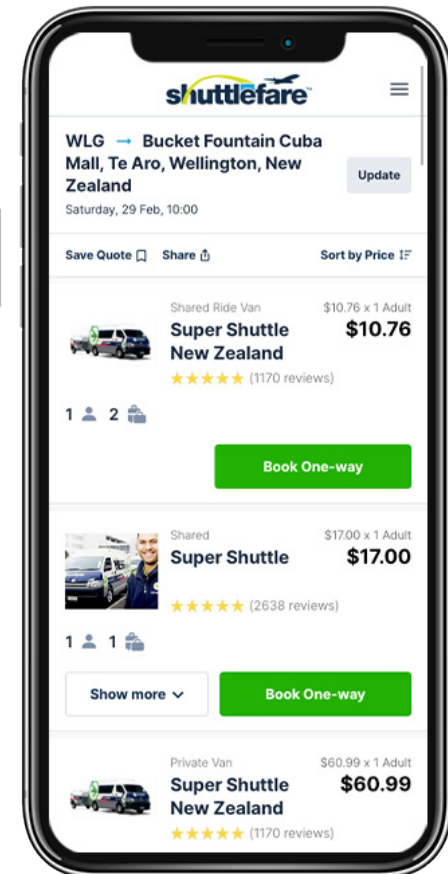 shuttlefare
WLG → Bucket Fountain Cuba
Mall, Te Aro, Wellington, New
Zealand
Update
Saturday, 29 Feb, 10:00
Save Quote Share Sort by Price
Shared Ride Van $10.76 x 1 Adult
Super Shuttle $10.76
New Zealand
(1170 reviews)
1 2
Book One-way
Shared $17.00 x 1 Adult
Super Shuttle $17.00
(2638 reviews)
1 1
Show more Book One-way
Private Van $60.99 x 1 Adult
Super Shuttle $60.99
New Zealand
(1170 reviews)